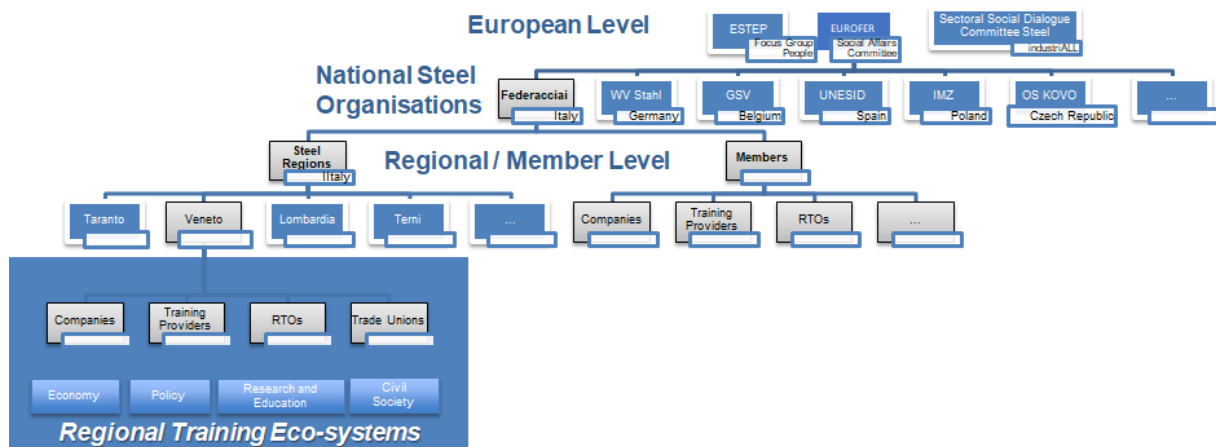 European Level
ESTEP
Focus Group
People
EUROFER
Social Affairs
Committee
Sectoral Social Dialogue
Committee Steel
industriALL
National Steel
Organisations
Federacciai
Italy
WV Stahl
Germany
GSV
Belgium
UNESID
Spain
IMZ
Poland
OS KOVO
Czech Republic
...
Steel
Regions
IItaly
Regional / Member Level
Members
Taranto
Veneto
Lombardia
Terni
...
Companies
Training
Providers
RTOs
...
Companies
Training
Providers
RTOs
Trade Unions
Economy
Policy
Research and
Education
Civil
Society
Regional Training Eco-systems